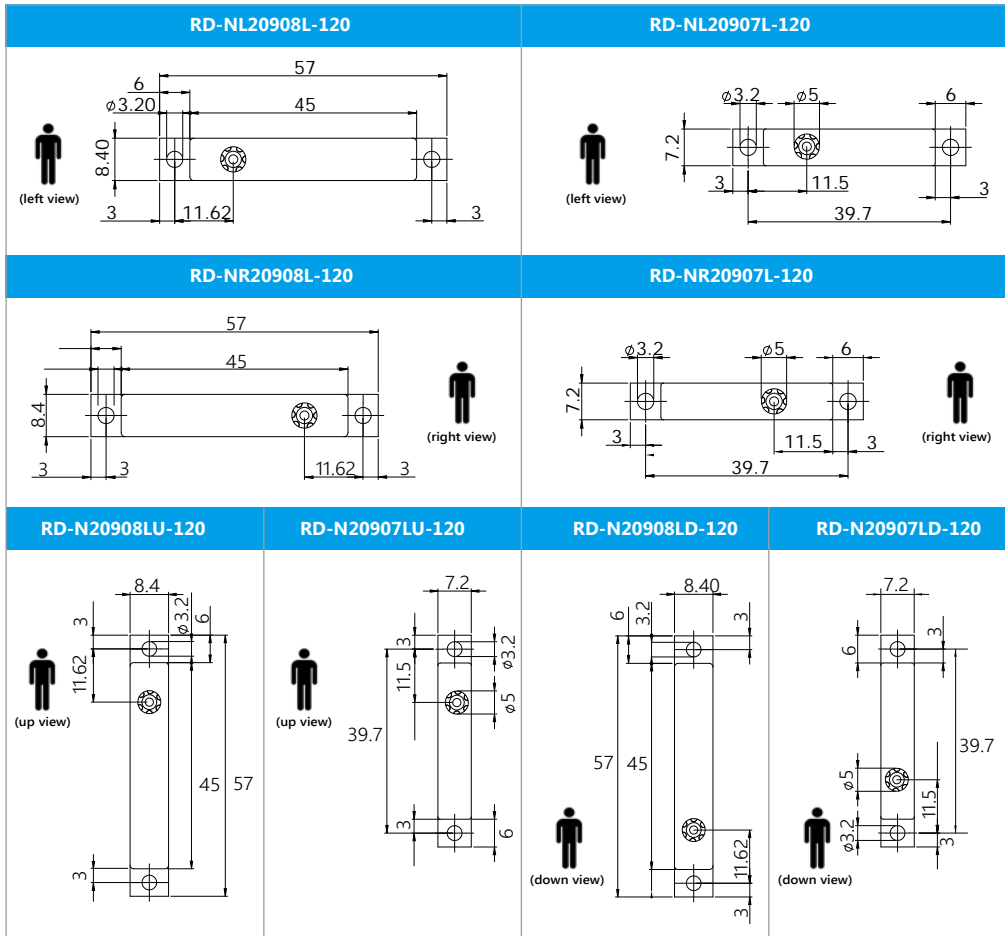 RD-NL20908L-120
57
6
ϕ3.20
45
8.40
(left view)
3
11.62
3
RD-NL20907L-120
ϕ3.2
ϕ5
6
7.2
(left view)
3
11.5
3
39.7
RD-NR20908L-120
57
45
8.4
(right view)
3
3
11.62
3
RD-NR20907L-120
ϕ3.2
ϕ5
6
7.2
(right view)
3
11.5
3
39.7
RD-N20908LU-120
8.4
3
ϕ3.2
6
11.62
(up view)
45
57
3
RD-N20907LU-120
7.2
3
ϕ3.2
11.5
ϕ5
(up view)
39.7
3
6
RD-N20908LD-120
8.40
6
3.2
3
57
45
11.62
(down view)
3
RD-N20907LD-120
7.2
6
3
39.7
ϕ5
11.5
ϕ3.2
3
(down view)